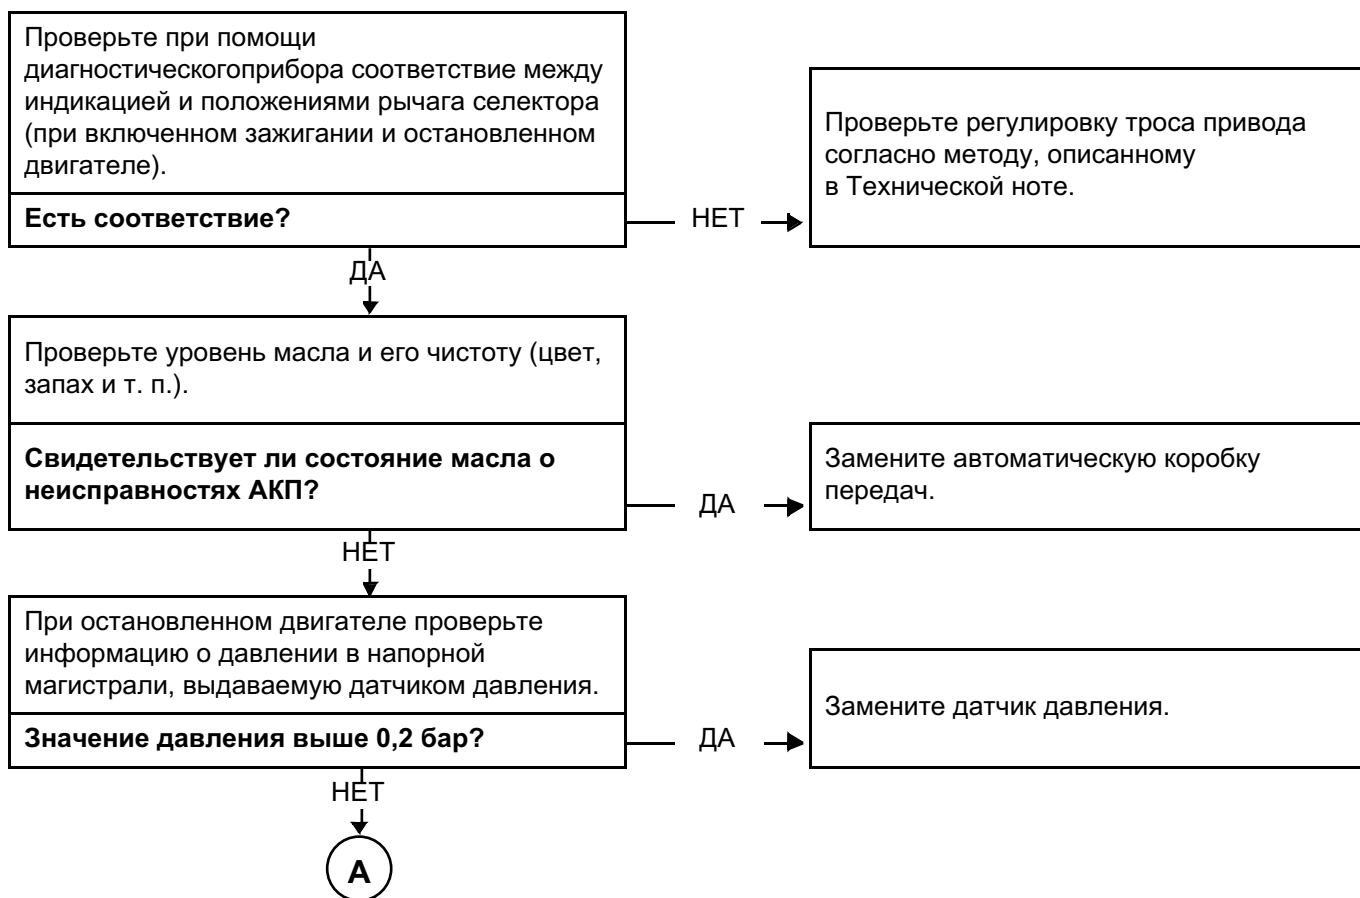 Проверьте при помощи
диагностическогоприбора соответствие между
индикацией и положениями рычага селектора
(при включенном зажигании и остановленном
двигателе).
Есть соответствие?
НЕТ
Проверьте регулировку троса привода
согласно методу, описанному
в Технической ноте.
ДА
Проверьте уровень масла и его чистоту (цвет,
запах и т. п.).
Свидетельствует ли состояние масла о
неисправностях АКП?
ДА
Замените автоматическую коробку
передач.
НЕТ
При остановленном двигателе проверьте
информацию о давлении в напорной
магистрали, выдаваемую датчиком давления.
Значение давления выше 0,2 бар?
ДА
Замените датчик давления.
НЕТ
А